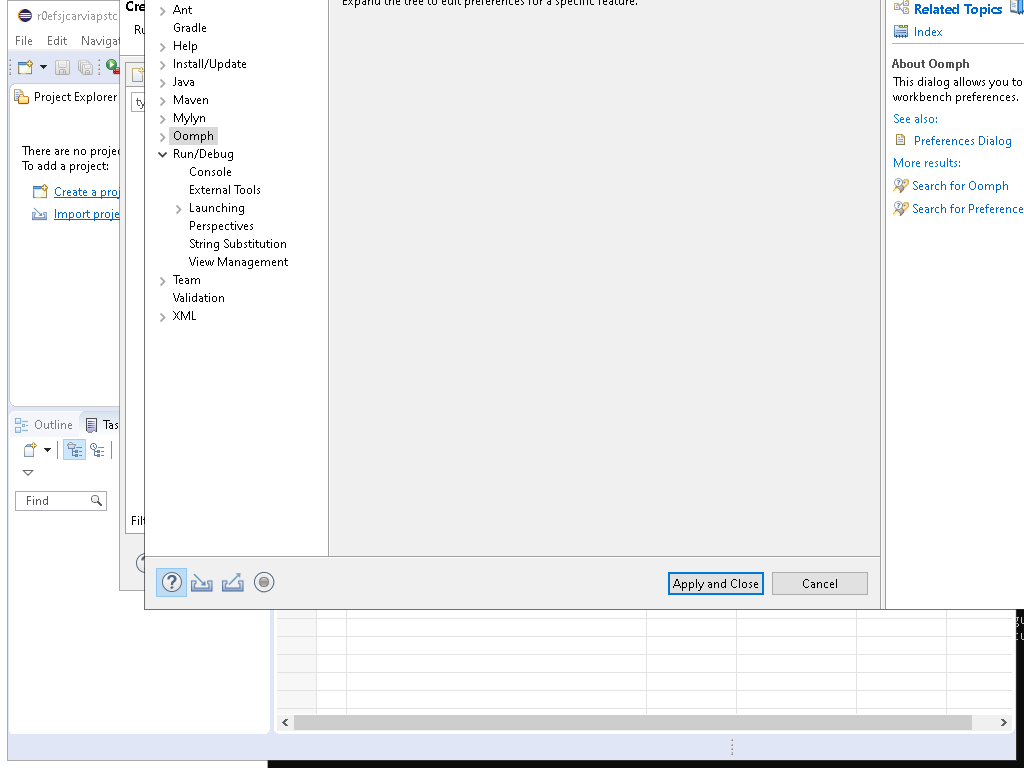 r0efsjcarviapstc
File
Edit
Naviga
Project Explorer
There are no proje
To add a project:
Create a proj
Import proje
Outline
Tas
Find
Cre
Ru
ty
Filt
Ant
Gradle
Help
Install/Update
Java
Maven
Mylyn
Oomph
Run/Debug
Console
External Tools
Launching
Perspectives
String Substitution
View Management
Team
Validation
XML
Expand the tree to edit preferences for a specific feature.
Apply and Close
Cancel
Related Topics
Index
About Oomph
This dialog allows you to
workbench preferences.
See also:
Preferences Dialog
More results:
Search for Oomph
Search for Preference